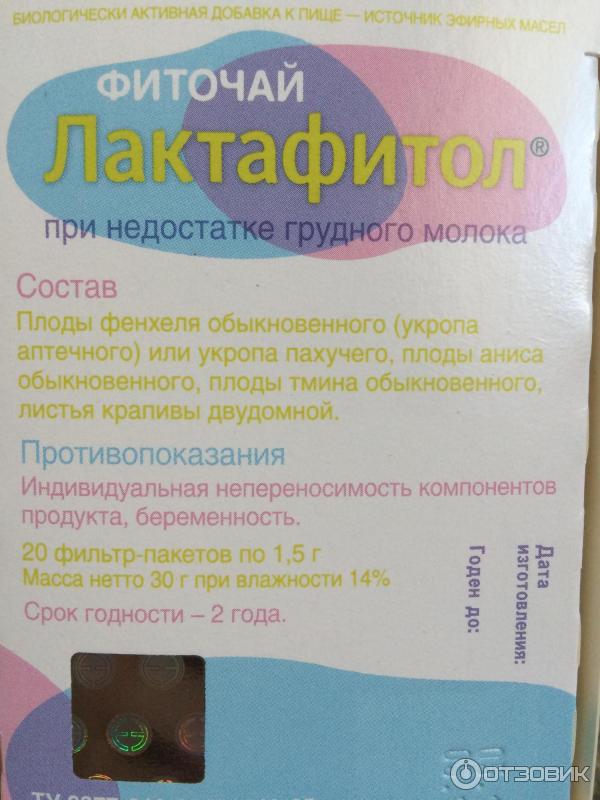 БИОЛОГИЧЕСКИ АКТИВНАЯ ДОБАВКА К ПИЩЕ — ИСТОЧНИК ЭФИРНЫХ МАСЕЛ
ФИТОЧАЙ
Лактафитол®
при недостатке грудного молока
Состав
Плоды фенхеля обыкновенного (укропа
аптечного) или укропа пахучего, плоды аниса
обыкновенного, плоды тмина обыкновенного,
листья крапивы двудомной.
Противопоказания
Индивидуальная непереносимость компонентов
продукта, беременность.
20 фильтр-пакетов по 1,5 г
Масса нетто 30 г при влажности 14%
Срок годности – 2 года.
Дата
изготовления:
Годен до:
ОТЗОВИК